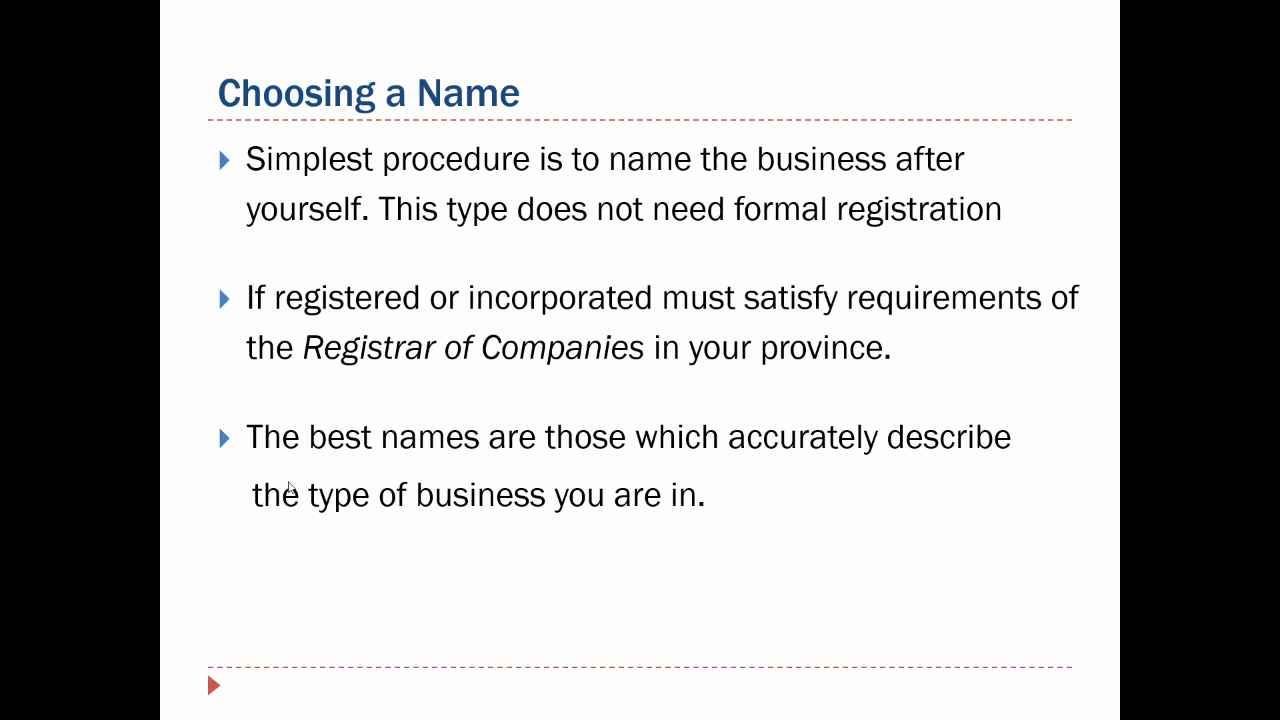 Choosing a Name
Simplest procedure is to name the business after
yourself. This type does not need formal registration
If registered or incorporated must satisfy requirements of
the Registrar of Companies in your province.
The best names are those which accurately describe
the type of business you are in.